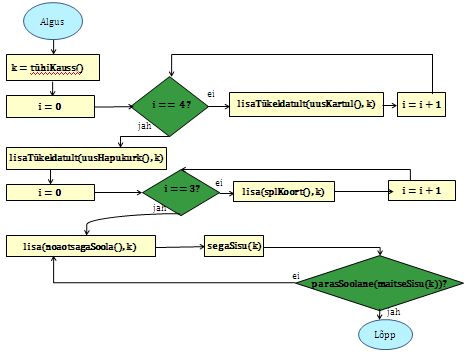 Algus
k = tühiKauss()
i = 0
i == 4?
ei
lisaTükeldatult(uusKartul(), k)
i = i + 1
jah
lisaTükeldatult(uusHapukurk(), k)
i = 0
i == 3?
ei
lisa(splKoort(), k)
i = i + 1
jah
lisa(noaotsagaSoola(), k)
segaSisu(k)
ei
parasSoolane(maitseSisu(k))?
jah
Lõpp